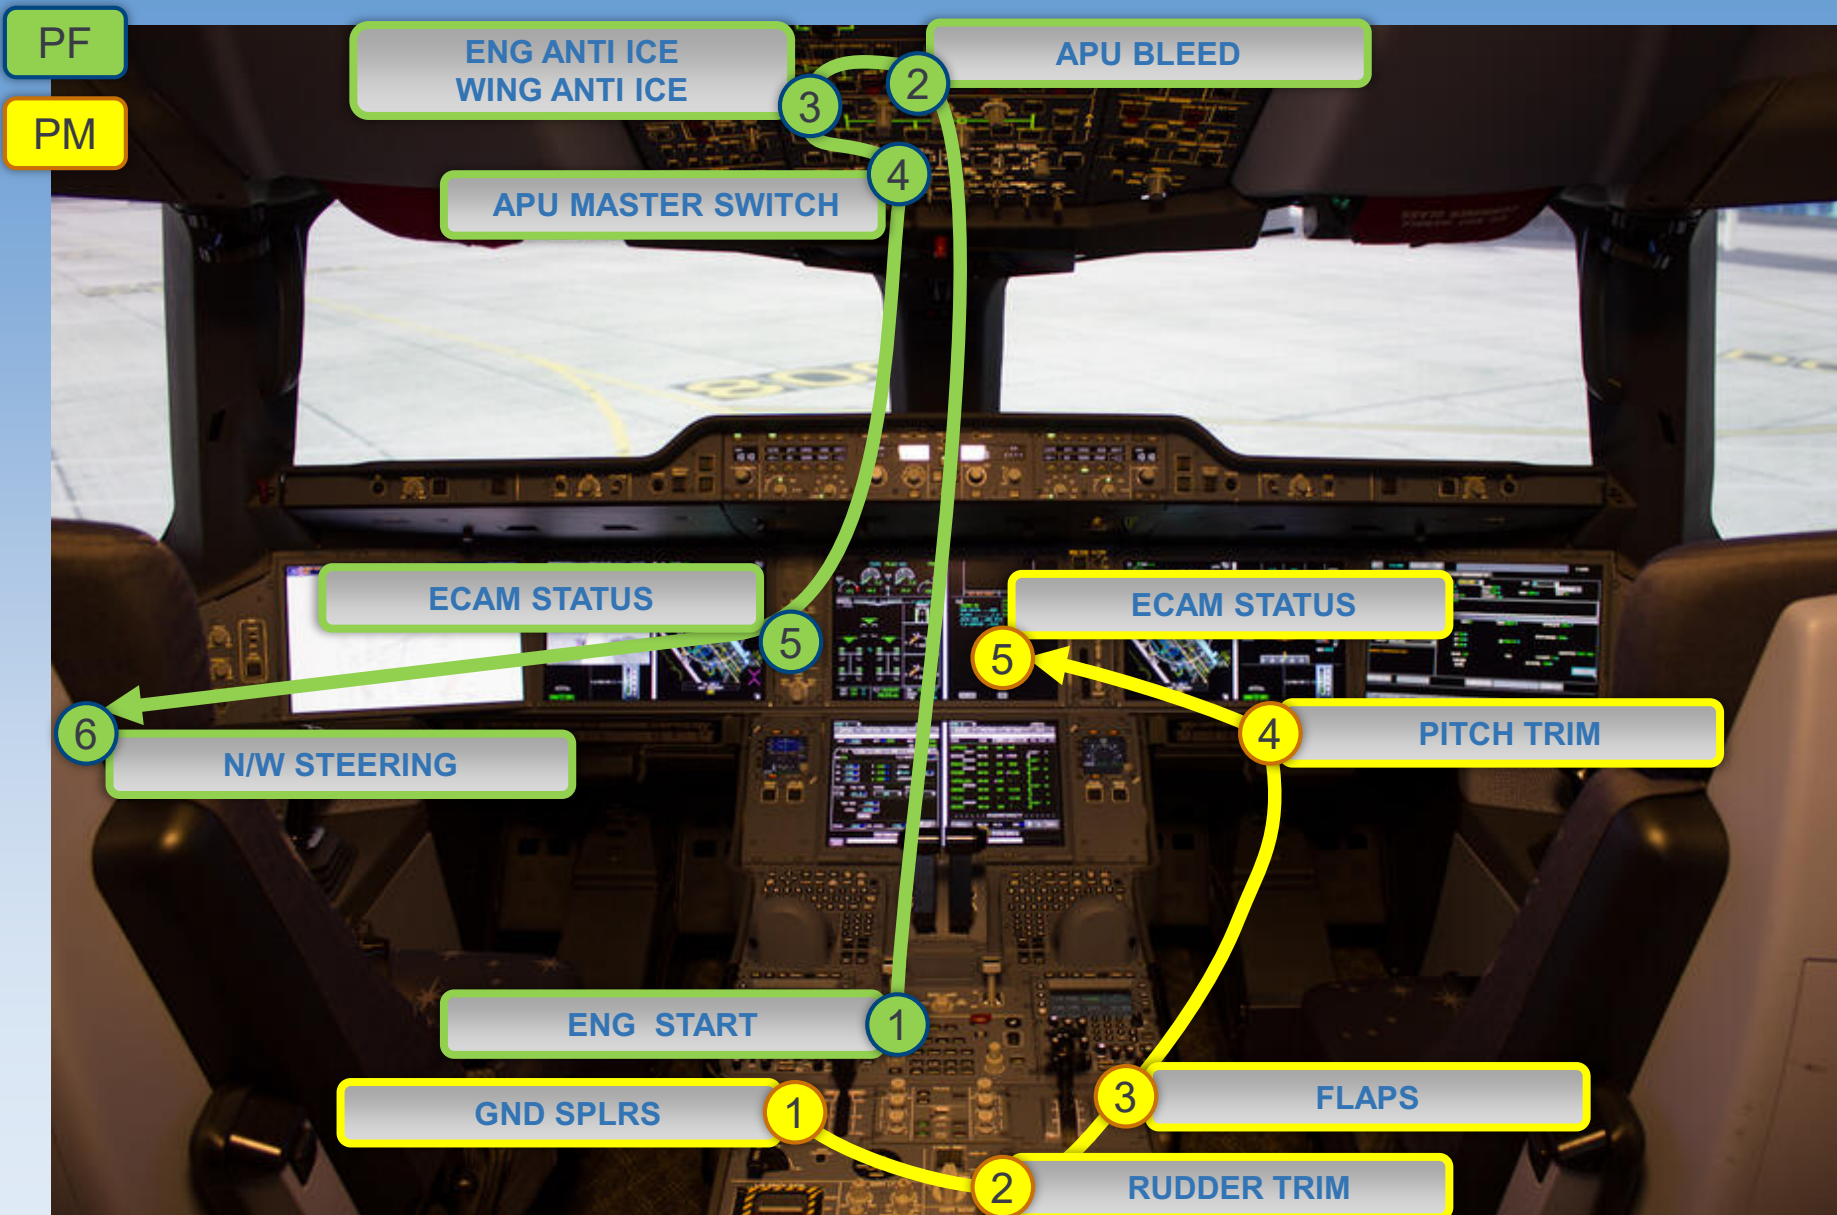 PF
PM
ENG ANTI ICE
WING ANTI ICE
3
2
APU BLEED
4
APU MASTER SWITCH
ECAM STATUS
5
ECAM STATUS
5
6
N/W STEERING
4
PITCH TRIM
ENG START
1
GND SPLRS
1
3
FLAPS
2
RUDDER TRIM